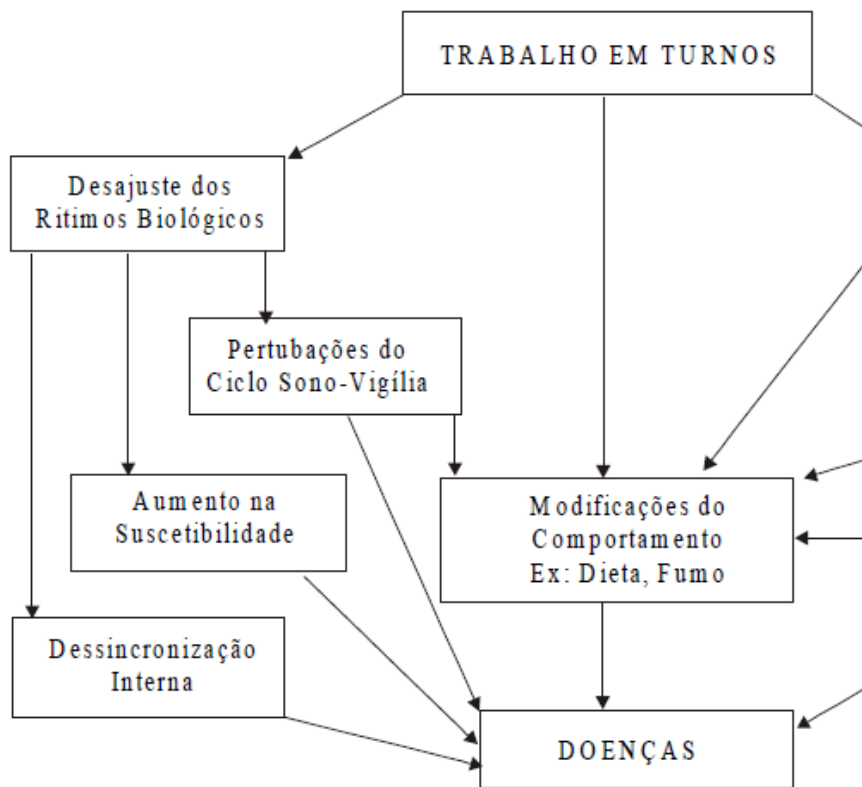 TRABALHO EM TURNOS
Desajuste dos
Ritimos Biológicos
Pertubações do
Ciclo Sono-Vigília
Aumento na
Suscetibilidade
Modificações do
Comportamento
Ex: Dieta, Fumo
Dessincronização
Interna
DOENÇAS